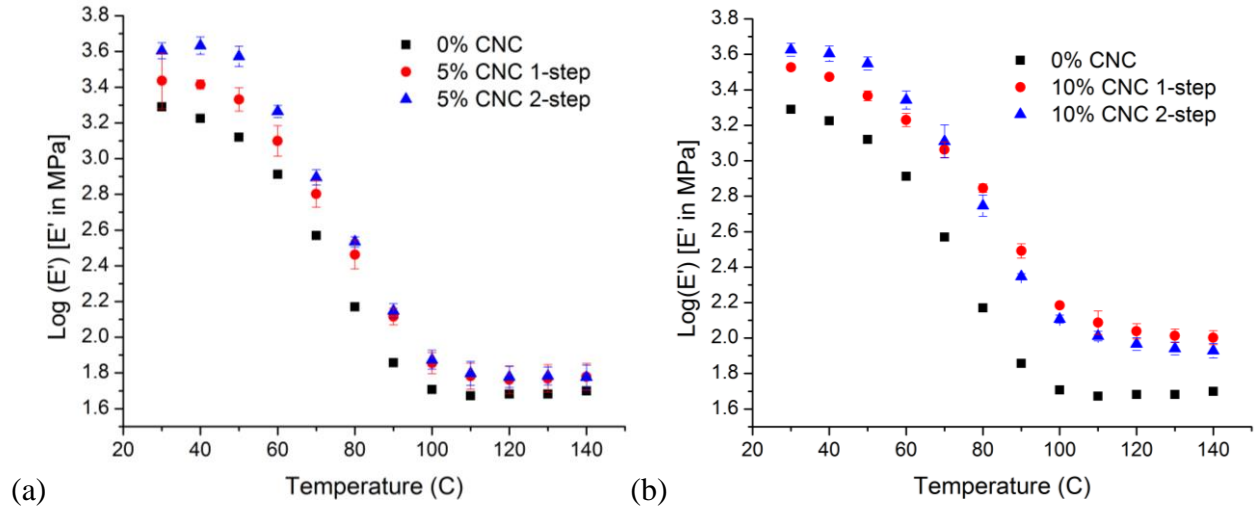 3.8
3.6
3.4
3.2
3.0
2.8
2.6
2.4
2.2
2.0
1.8
1.6
Log (E') [E' in MPa]
0% CNC
5% CNC 1-step
5% CNC 2-step
20 40 60 80 100 120 140
Temperature (C)
(a)
3.8
3.6
3.4
3.2
3.0
2.8
2.6
2.4
2.2
2.0
1.8
1.6
Log(E') [E' in MPa]
0% CNC
10% CNC 1-step
10% CNC 2-step
20 40 60 80 100 120 140
Temperature (C)
(b)